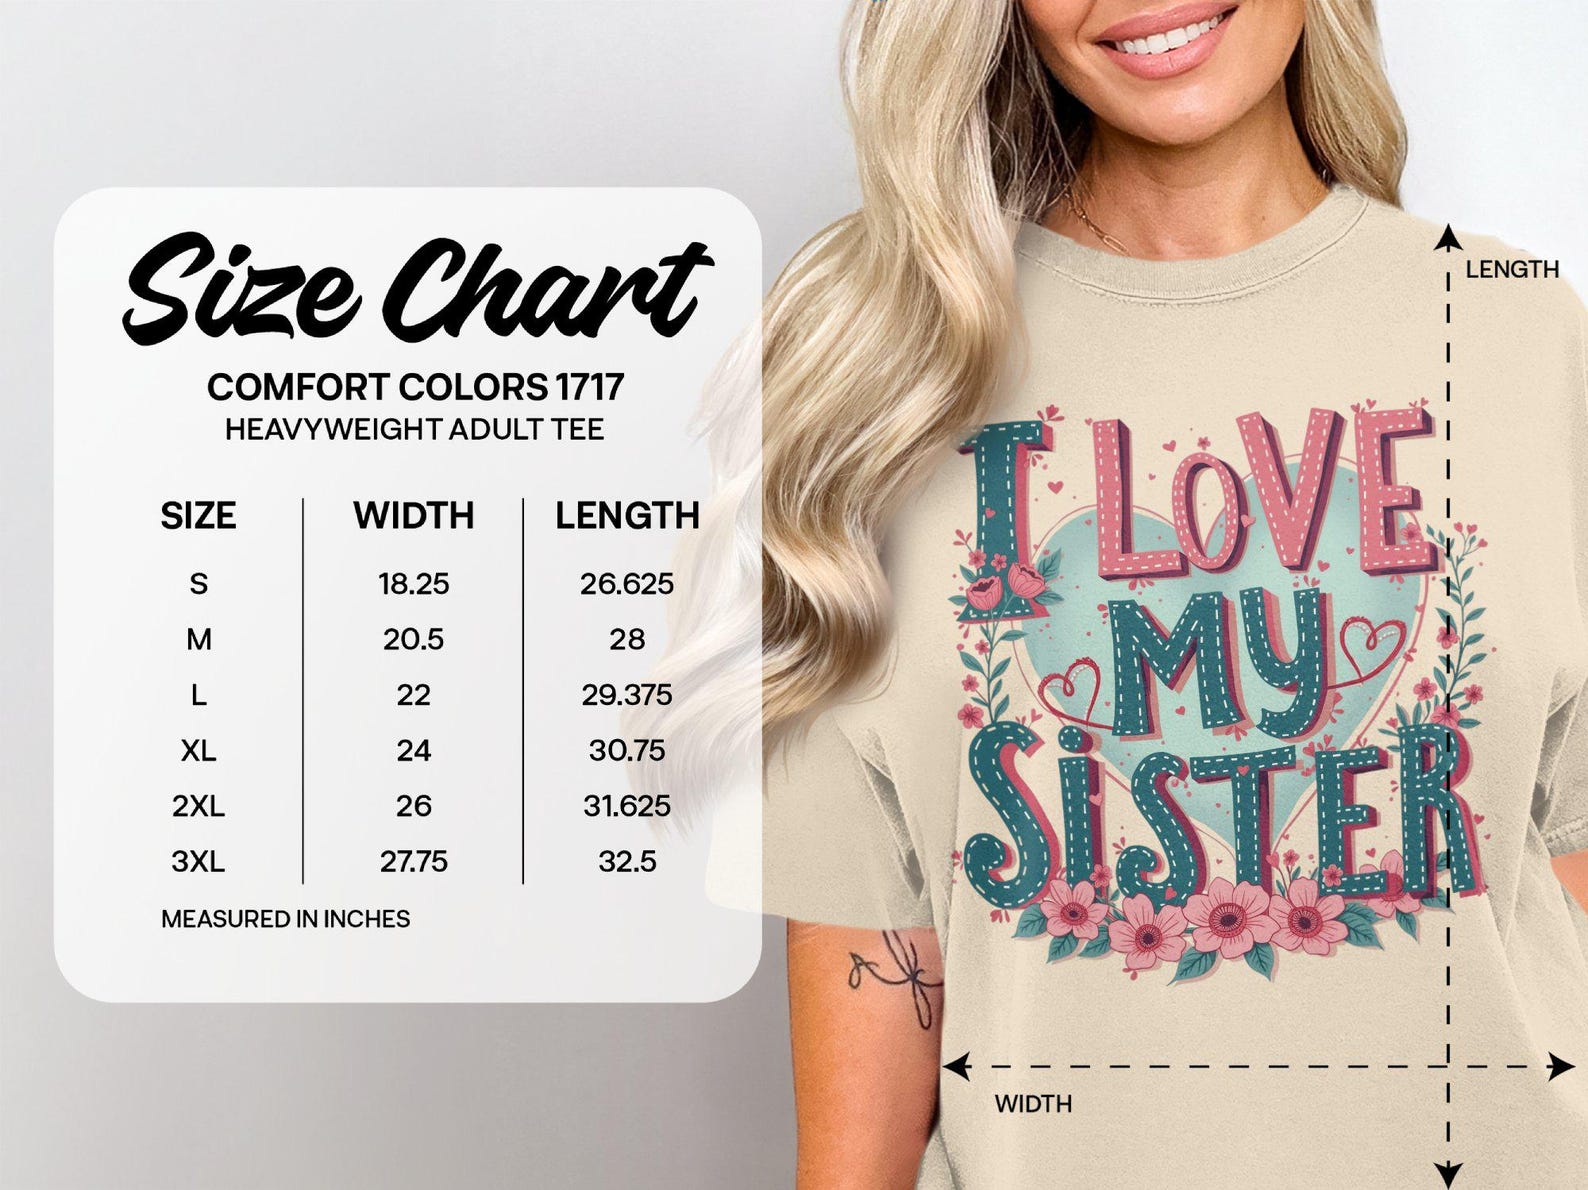 Size Chart
COMFORT COLORS 1717
HEAVYWEIGHT ADULT TEE
SIZE WIDTH LENGTH
S 18.25 26.625
M 20.5 28
L 22 29.375
XL 24 30.75
2XL 26 31.625
3XL 27.75 32.5
MEASURED IN INCHES
LENGTH
I LOVE
MY
SiSTER
WIDTH